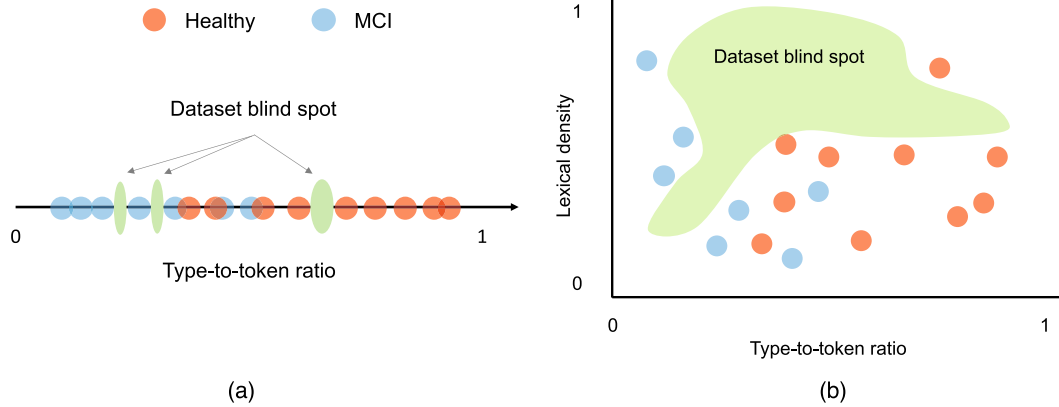 Healthy
MCI
Dataset blind spot
0
1
Type-to-token ratio
(a)
1
Dataset blind spot
Lexical density
0
0
1
Type-to-token ratio
(b)